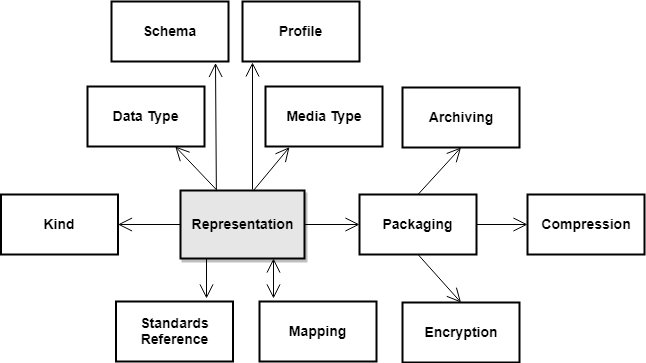 Schema
Profile
Data Type
Media Type
Archiving
Kind
Representation
Packaging
Compression
Standards
Reference
Mapping
Encryption